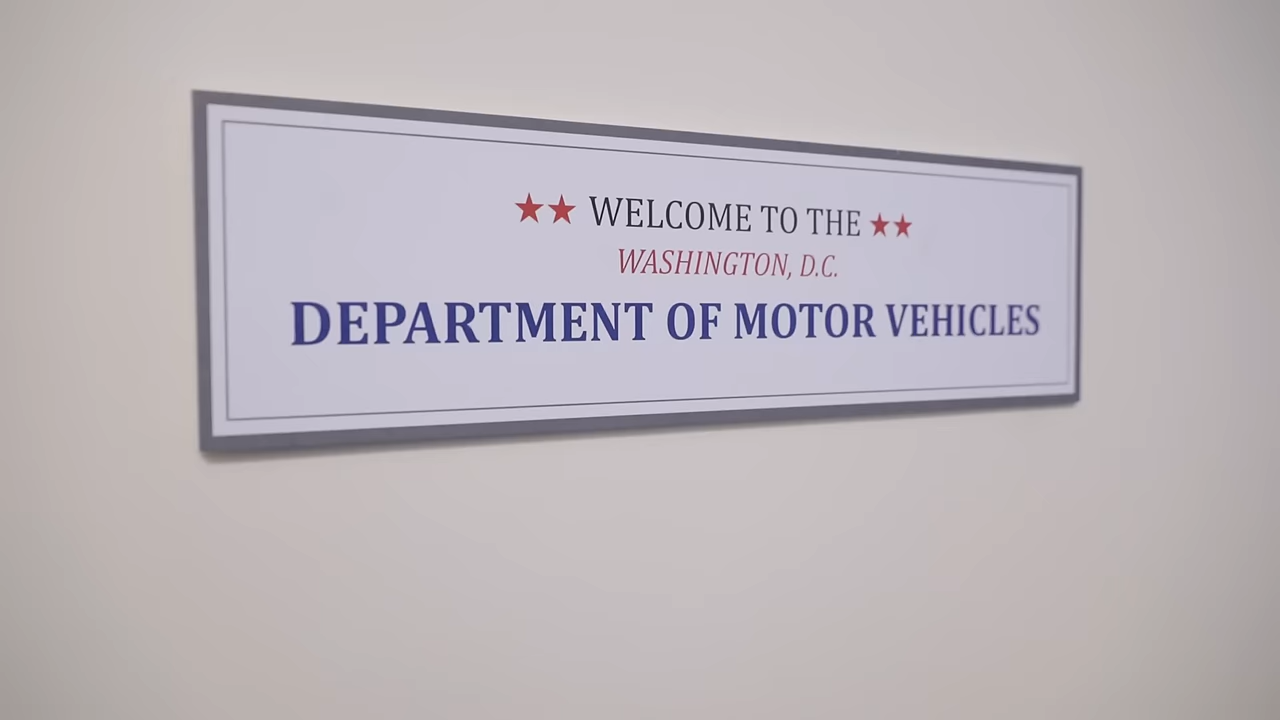 ★★ WELCOME TO THE ★★
WASHINGTON, D.C.
DEPARTMENT OF MOTOR VEHICLES